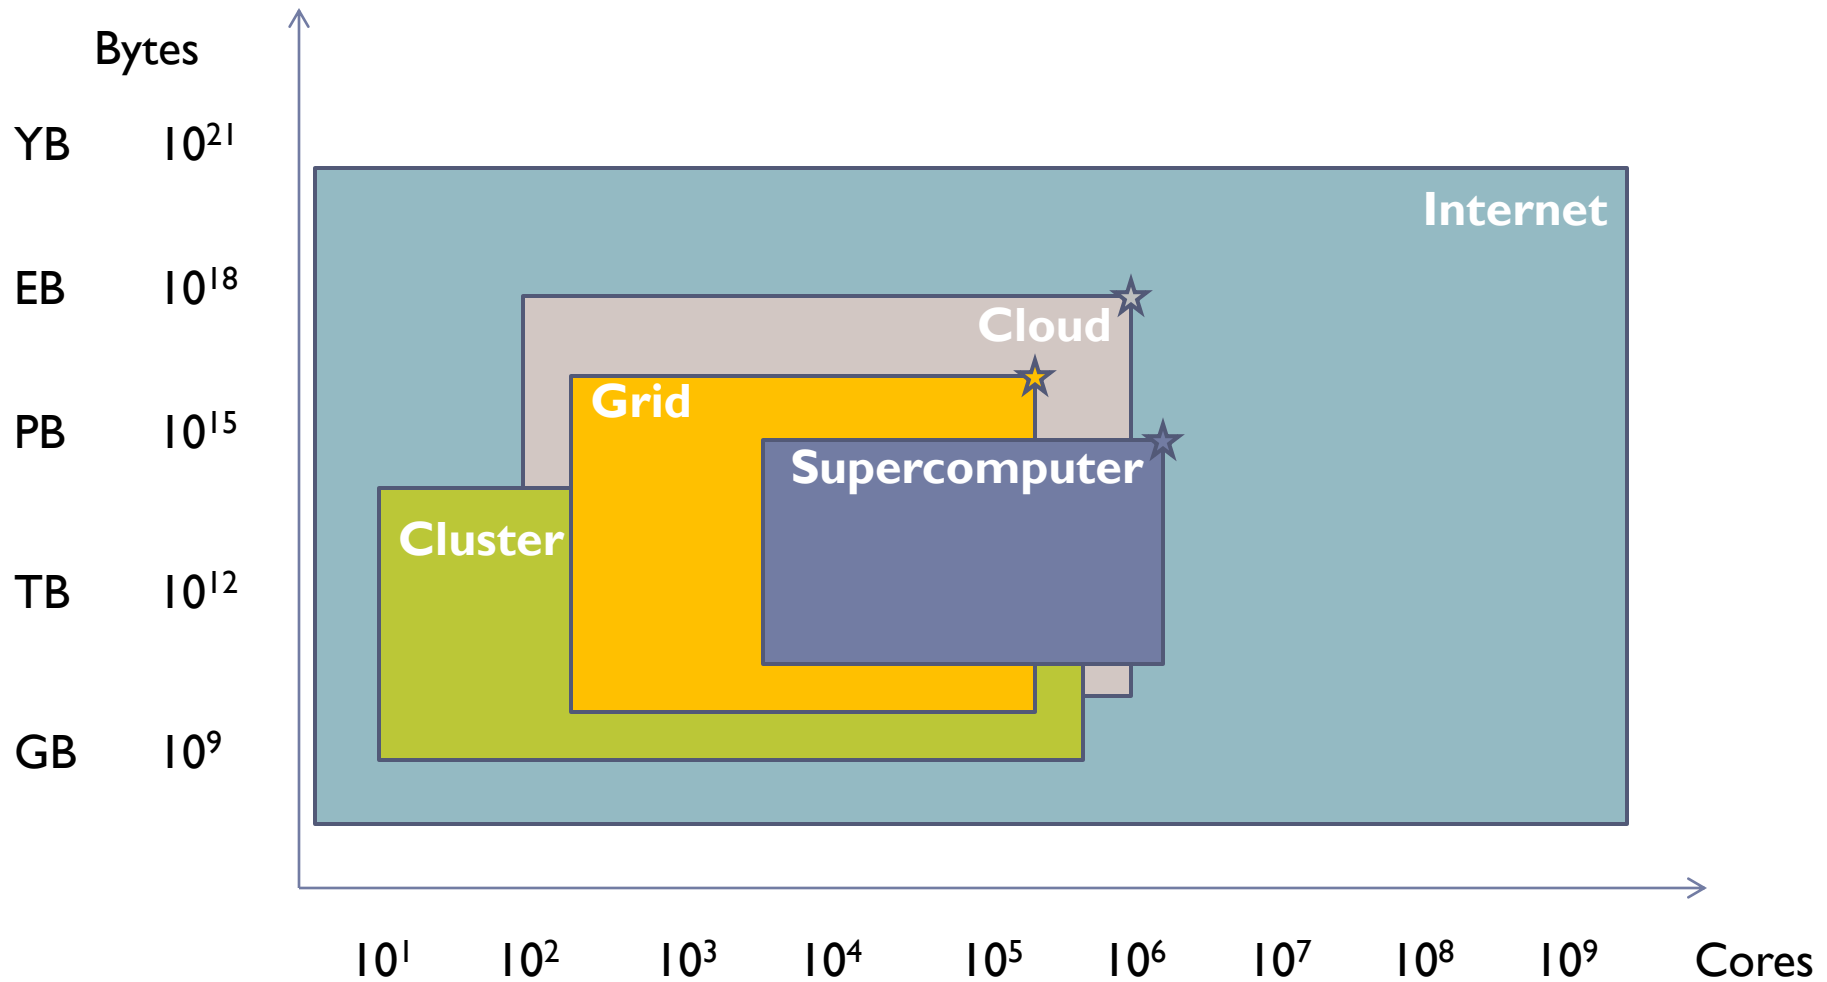 Bytes
YB 10²¹
Internet
EB 10¹⁸
Cloud
Grid
PB 10¹⁵
Supercomputer
Cluster
TB 10¹²
GB 10⁹
10¹ 10² 10³ 10⁴ 10⁵ 10⁶ 10⁷ 10⁸ 10⁹ Cores